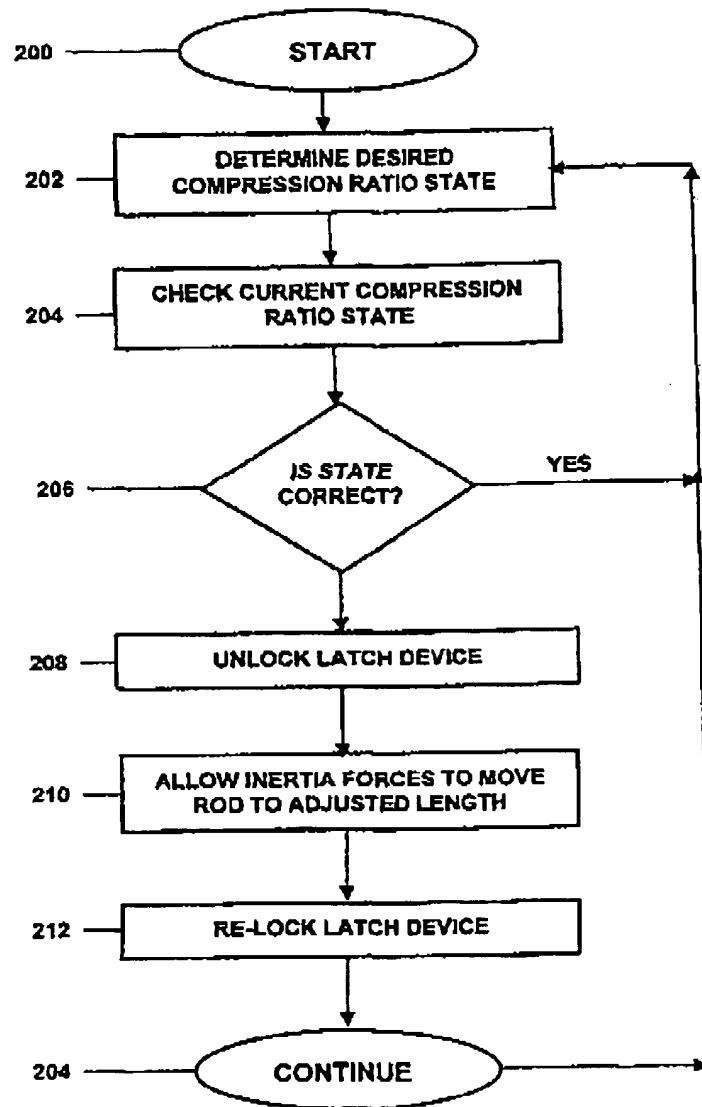 200
START
202
DETERMINE DESIRED
COMPRESSION RATIO STATE
204
CHECK CURRENT COMPRESSION
RATIO STATE
206
IS STATE
CORRECT?
YES
208
UNLOCK LATCH DEVICE
210
ALLOW INERTIA FORCES TO MOVE
ROD TO ADJUSTED LENGTH
212
RE-LOCK LATCH DEVICE
204
CONTINUE